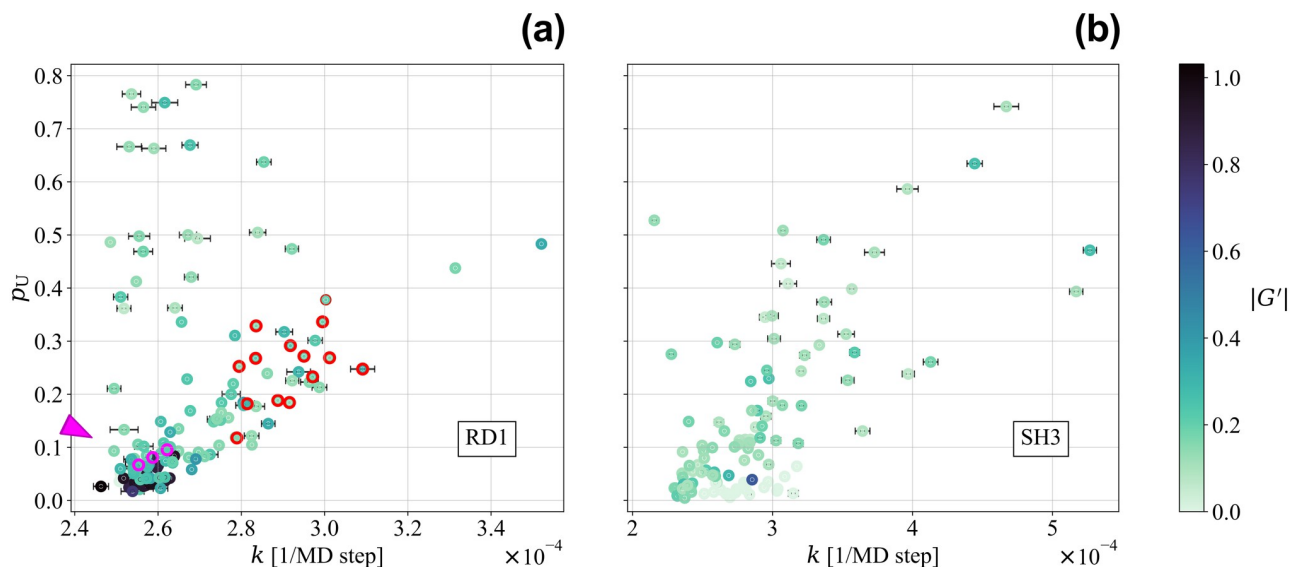 (a)
(b)
0.8
0.7
0.6
0.5
0.4
0.3
0.2
0.1
0.0
p_U
RD1
SH3
1.0
0.8
0.6
0.4
0.2
0.0
|G′|
2.4 2.6 2.8 3.0 3.2 3.4
k [1/MD step]
×10⁻⁴
2 3 4 5
k [1/MD step]
×10⁻⁴